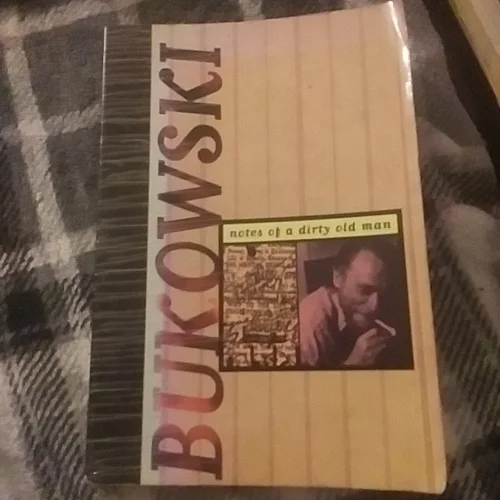 BUKOWSKI
notes of a dirty old man